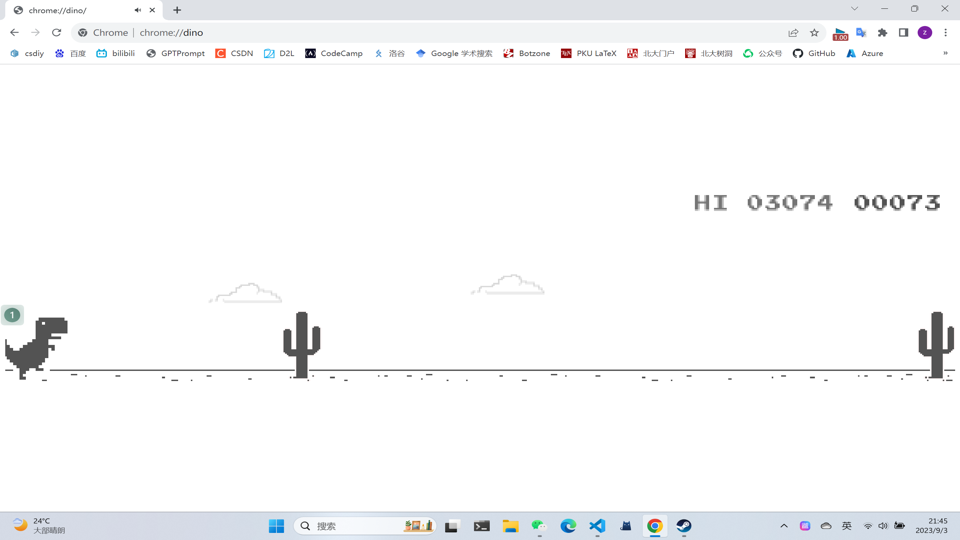 chrome://dino/
Chrome | chrome://dino
1.00
z
csdiy 百度 bilibili GPTPrompt CSDN D2L CodeCamp 洛谷 Google 学术搜索 Botzone PKU LaTeX 北大门户 北大树洞 公众号 GitHub Azure »
HI 03074 00073
1
24°C
大部晴朗
搜索
英
21:45
2023/9/3